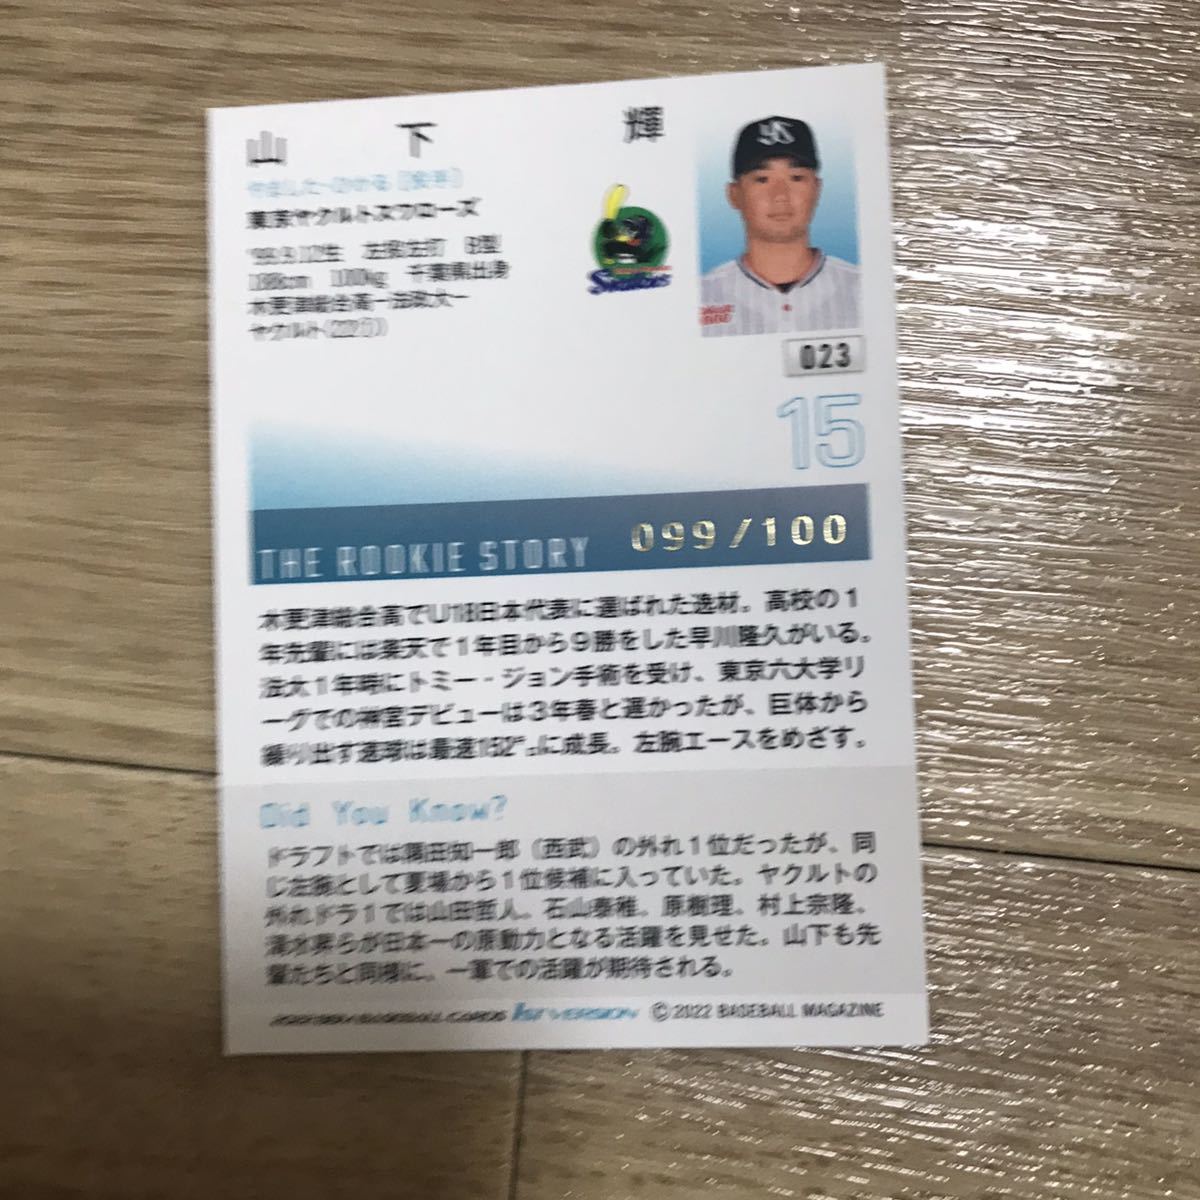 山下 輝
やました・ひかる [投手]
東京ヤクルトスワローズ
'99.9.12生 左投左打 B型
188cm 100kg 千葉県出身
木更津総合高－法政大－
ヤクルト(22①)
Swallows
023
15
THE ROOKIE STORY 099/100
木更津総合高でU18日本代表に選ばれた逸材。高校の1
年先輩には楽天で1年目から9勝をした早川隆久がいる。
法大1年時にトミー・ジョン手術を受け、東京六大学リ
ーグでの神宮デビューは3年春と遅かったが、巨体から
繰り出す速球は最速152㌔に成長。左腕エースをめざす。
Did You Know?
ドラフトでは隅田知一郎（西武）の外れ1位だったが、同
じ左腕として夏場から1位候補に入っていた。ヤクルトの
外れドラ1では山田哲人、石山泰稚、原樹理、村上宗隆、
清水昇らが日本一の原動力となる活躍を見せた。山下も先
輩たちと同様に、一軍での活躍が期待される。
2022 BBM BASEBALL CARDS 1st VERSION © 2022 BASEBALL MAGAZINE